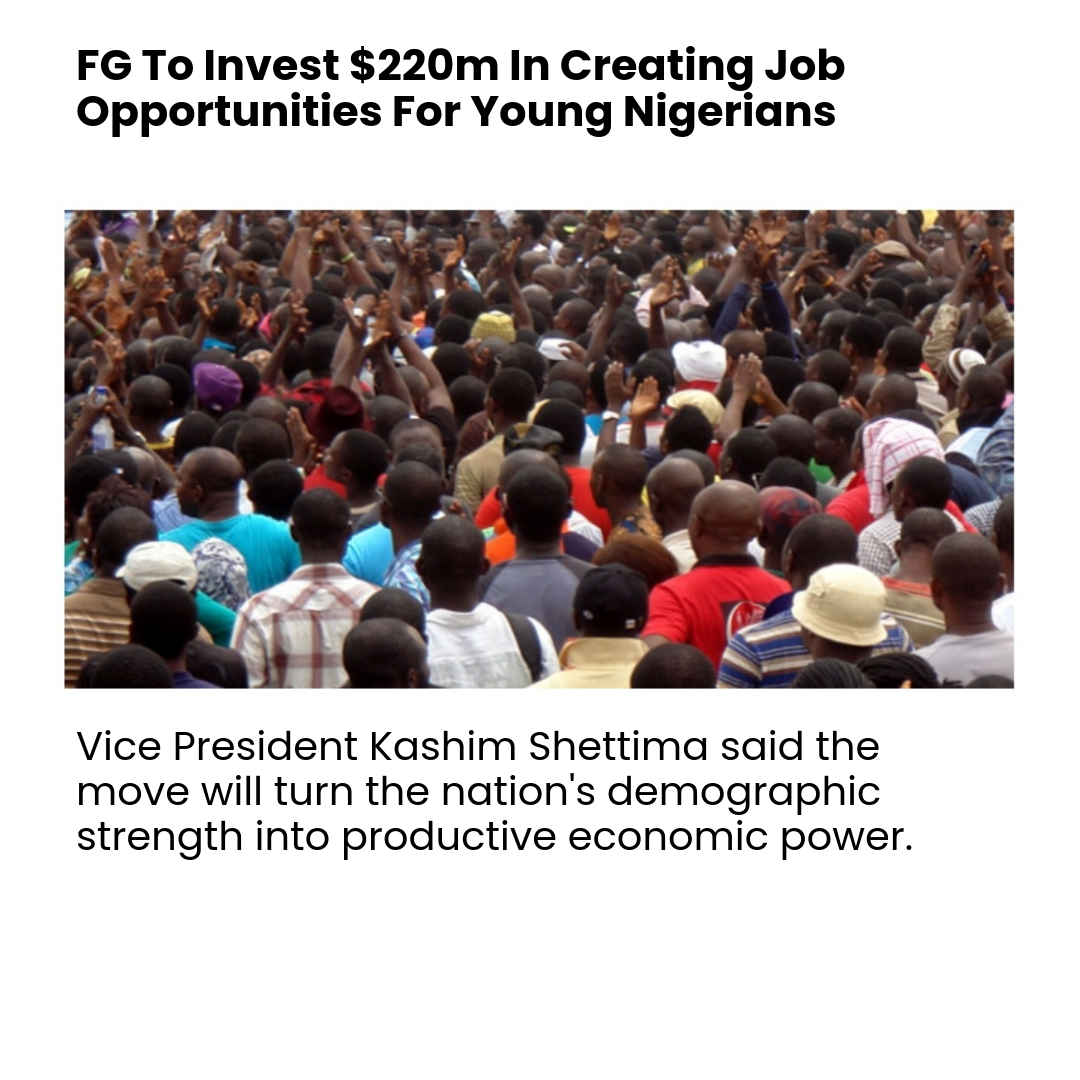 FG To Invest $220m In Creating Job
Opportunities For Young Nigerians
Vice President Kashim Shettima said the
move will turn the nation's demographic
strength into productive economic power.